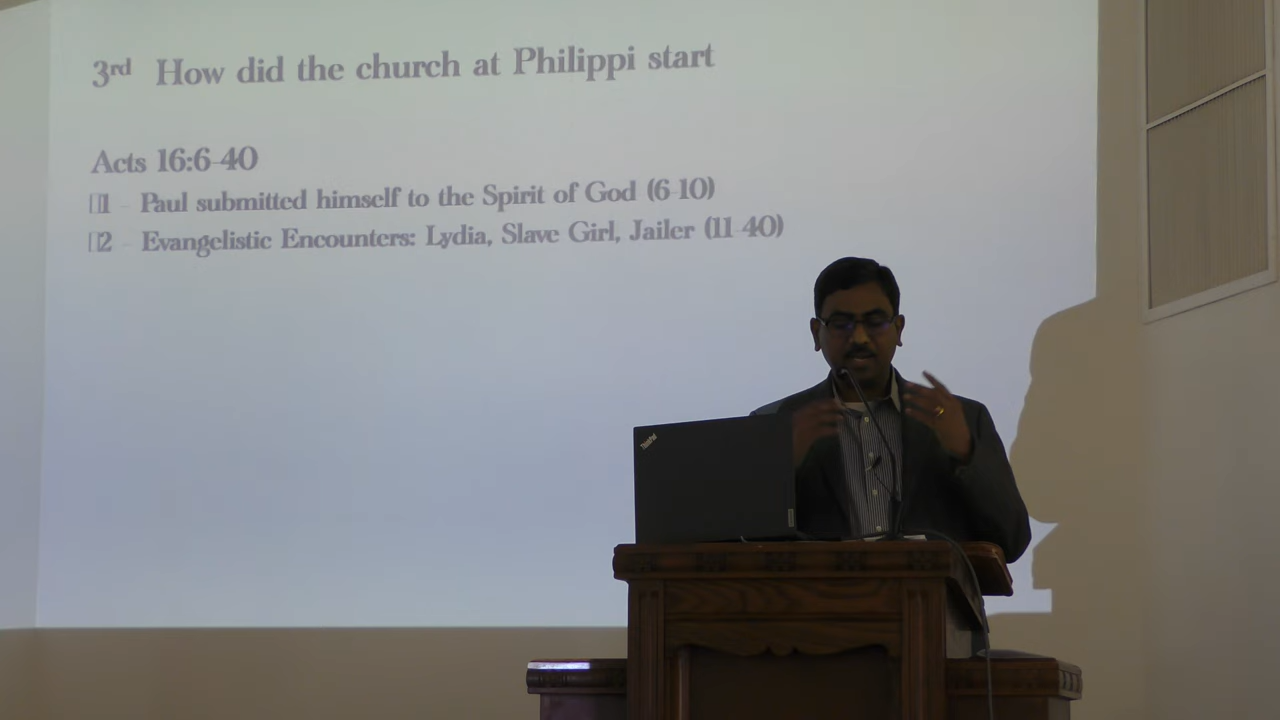 3rd How did the church at Philippi start
Acts 16:6-40
1 - Paul submitted himself to the Spirit of God (6-10)
2 - Evangelistic Encounters: Lydia, Slave Girl, Jailer (11-40)
ThinkPad